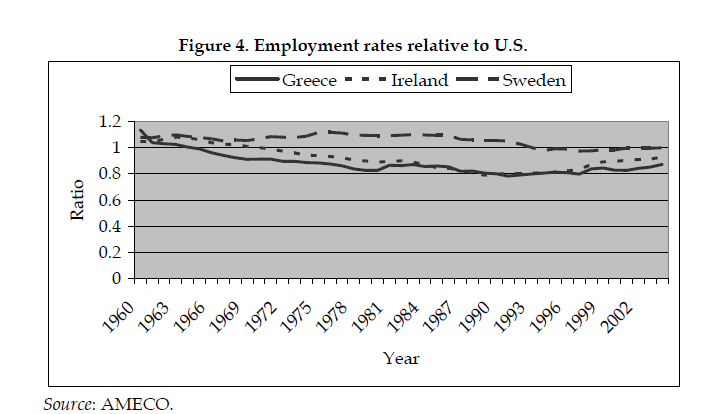 Figure 4. Employment rates relative to U.S.
Greece Ireland Sweden
1.2
1
0.8
0.6
0.4
0.2
0
Ratio
1960 1963 1966 1969 1972 1975 1978 1981 1984 1987 1990 1993 1996 1999 2002
Year
Source: AMECO.